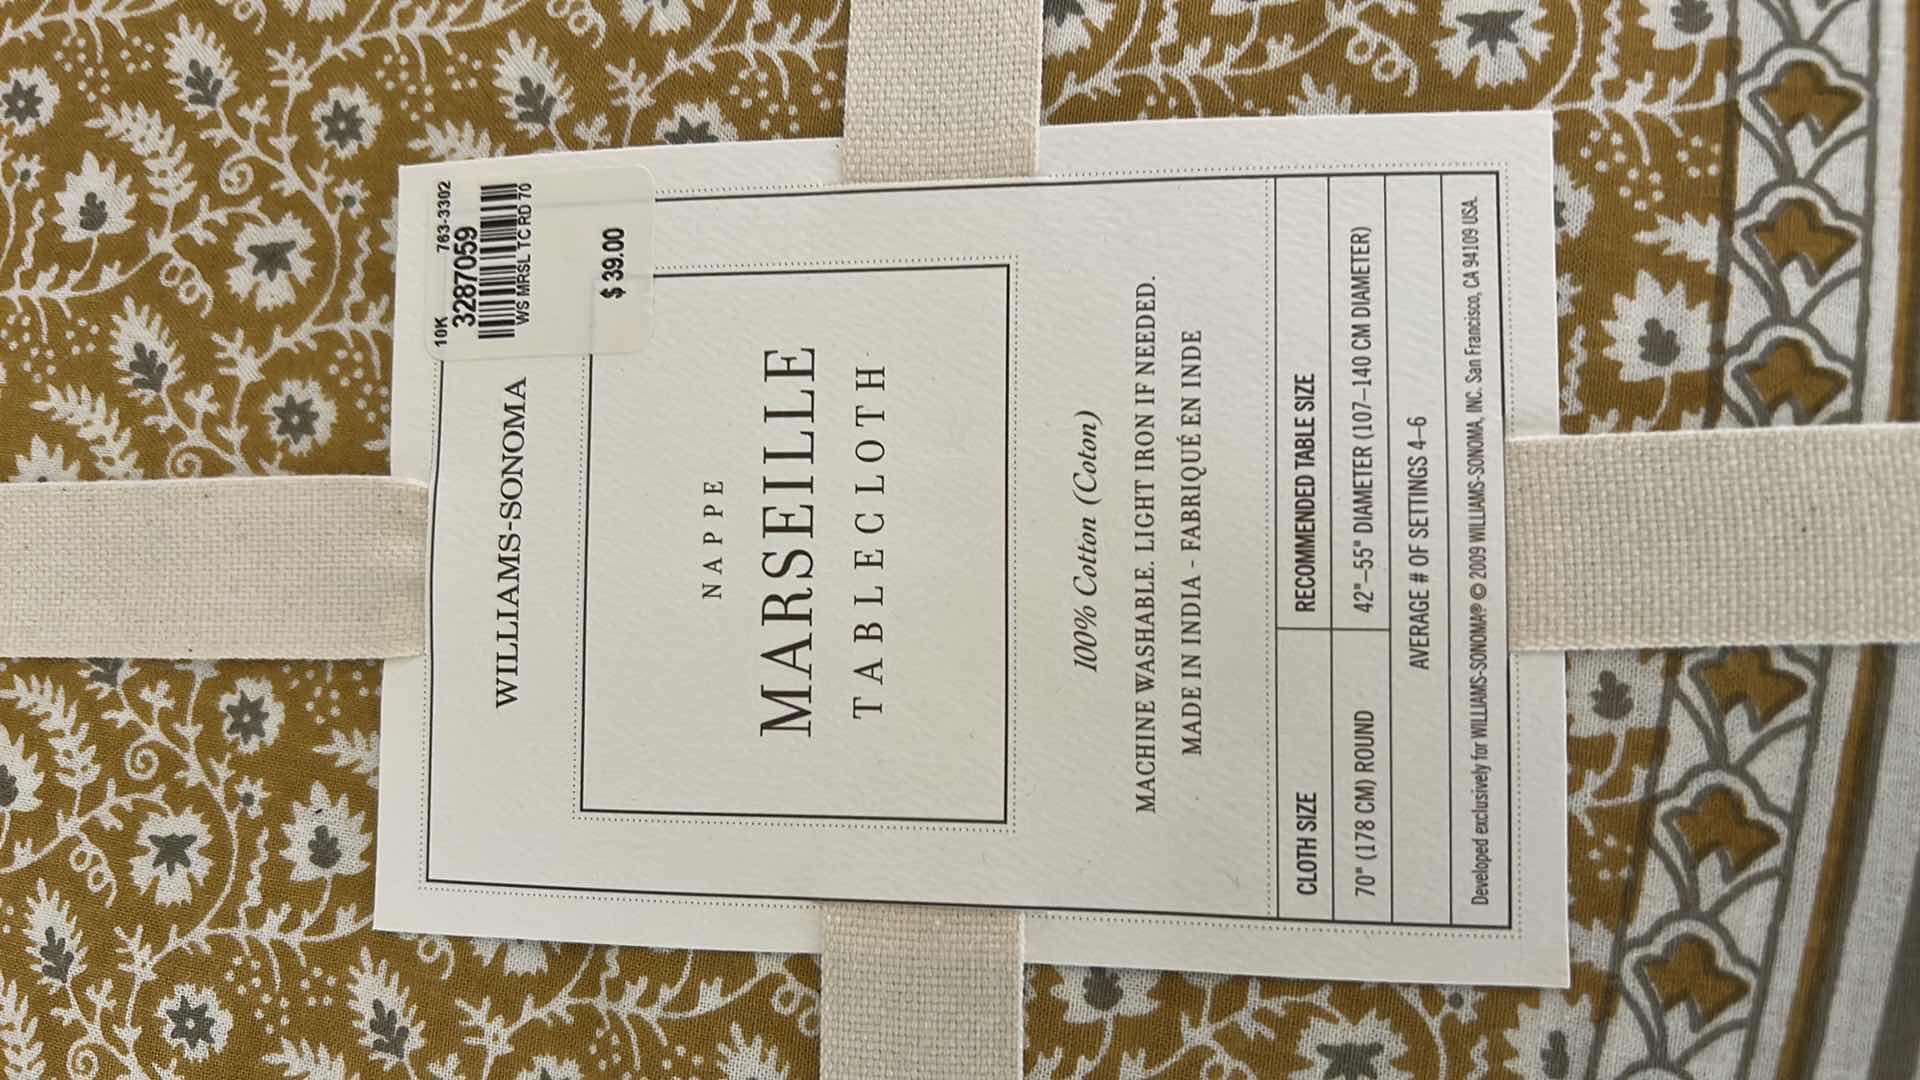 10K 763-3302
3287059
WS MRSL TC RD 70
$ 39.00
WILLIAMS-SONOMA
NAPPE
MARSEILLE
TABLECLOTH
100% Cotton (Coton)
MACHINE WASHABLE. LIGHT IRON IF NEEDED.
MADE IN INDIA - FABRIQUÉ EN INDE
CLOTH SIZE RECOMMENDED TABLE SIZE
70" (178 CM) ROUND 42"–55" DIAMETER (107–140 CM DIAMETER)
AVERAGE # OF SETTINGS 4–6
Developed exclusively for WILLIAMS-SONOMA® © 2009 WILLIAMS-SONOMA, INC. San Francisco, CA 94109 USA.